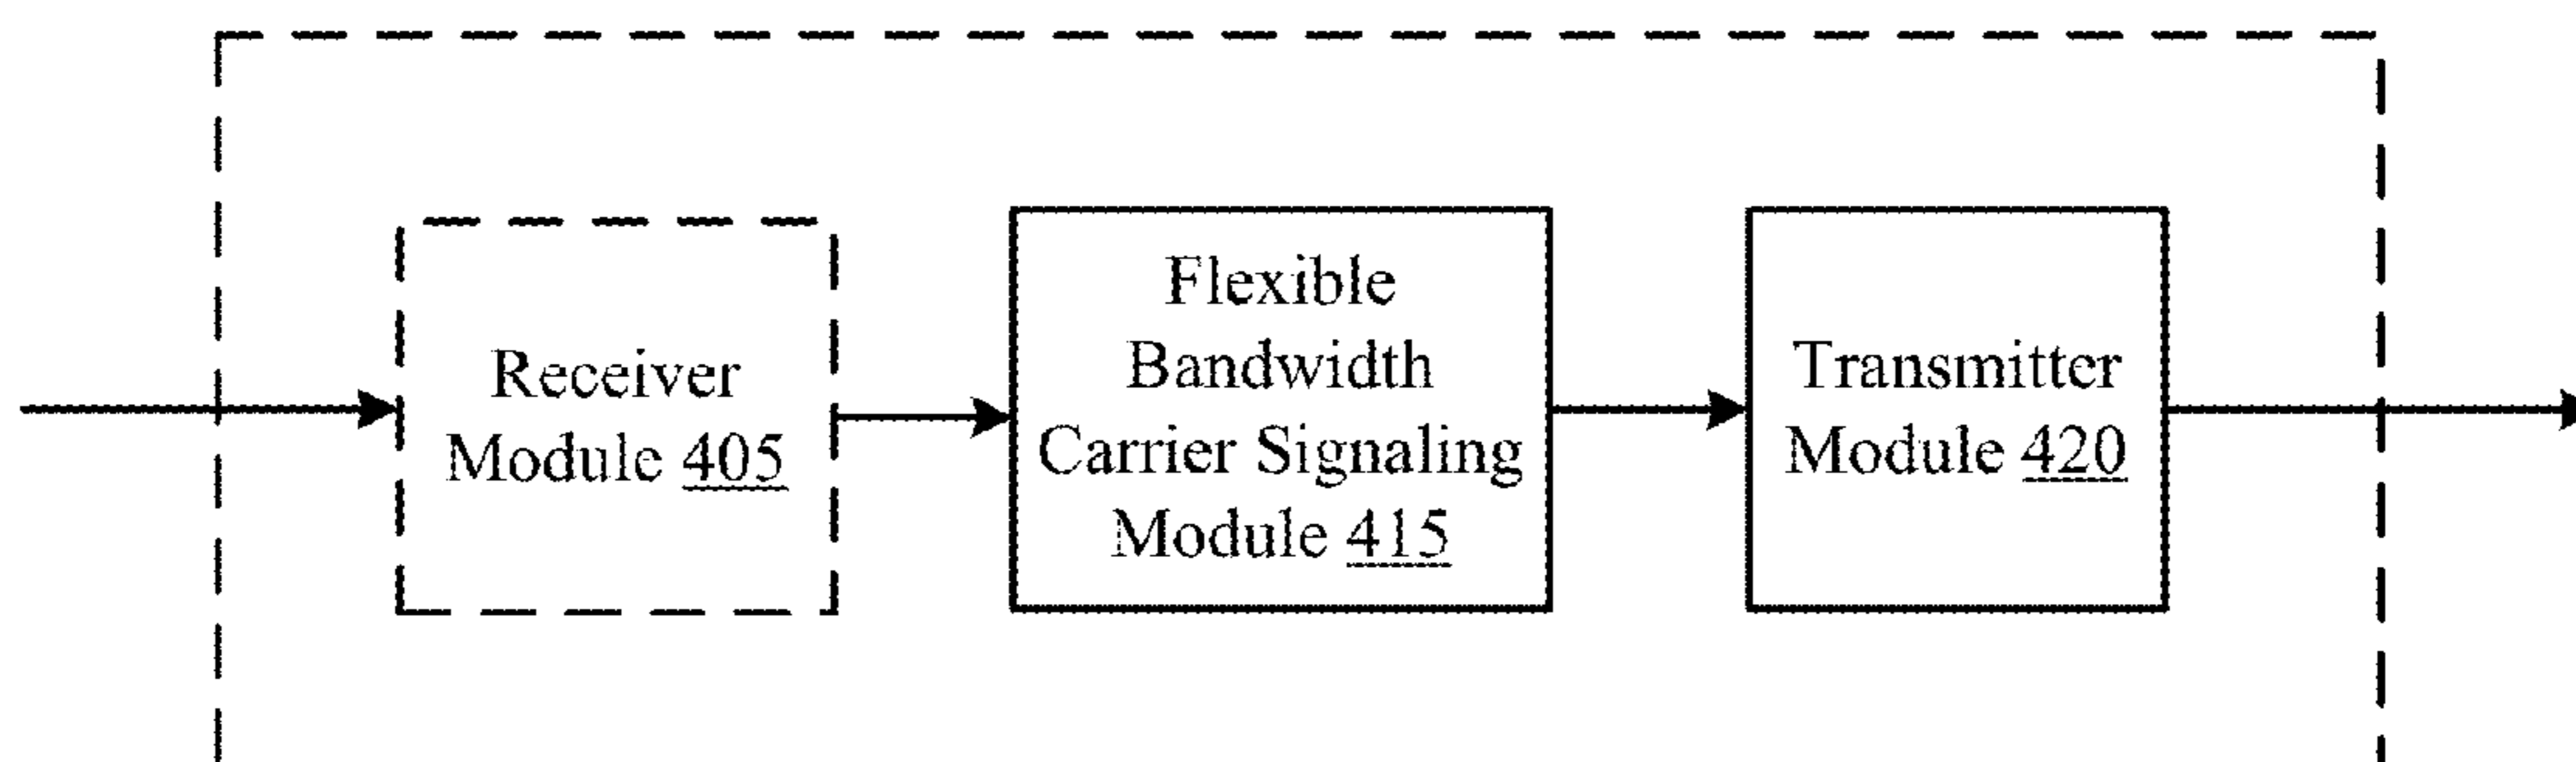 Receiver
Module 405
Flexible
Bandwidth
Carrier Signaling
Module 415
Transmitter
Module 420